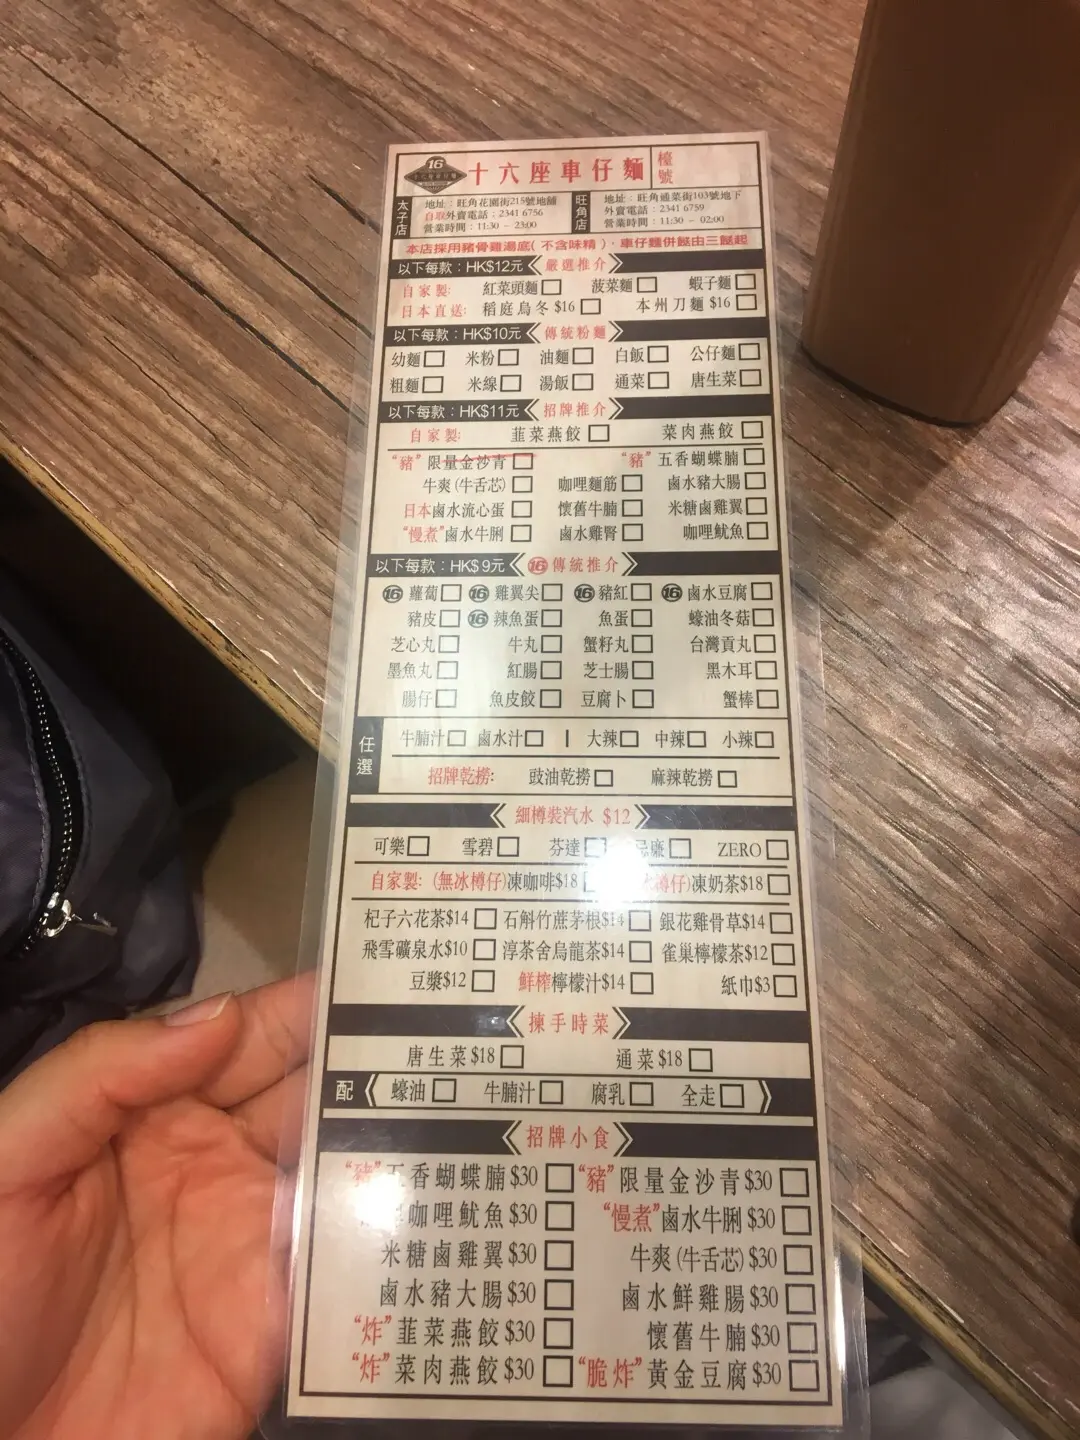 16
十六座車仔麵
檯號
太子店
地址：旺角花園街215號地舖
自取外賣電話：2341 6756
營業時間：11:30 - 23:00
旺角店
地址：旺角通菜街103號地下
外賣電話：2341 6759
營業時間：11:30 - 02:00
本店採用豬骨雞湯底(不含味精)‧車仔麵併餸由三餸起
以下每款：HK$12元 嚴選推介
自家製: 紅菜頭麵 菠菜麵 蝦子麵
日本直送: 稻庭烏冬$16 本州刀麵$16
以下每款：HK$10元 傳統粉麵
幼麵 米粉 油麵 白飯 公仔麵
粗麵 米線 湯飯 通菜 唐生菜
以下每款：HK$11元 招牌推介
自家製: 韭菜燕餃 菜肉燕餃
“豬”限量金沙青 “豬”五香蝴蝶腩
牛爽(牛舌芯) 咖哩麵筋 鹵水豬大腸
日本鹵水流心蛋 懷舊牛腩 米糖鹵雞翼
“慢煮”鹵水牛脷 鹵水雞腎 咖哩魷魚
以下每款：HK$9元 16傳統推介
16 蘿蔔 16 雞翼尖 16 豬紅 16 鹵水豆腐
豬皮 16 辣魚蛋 魚蛋 蠔油冬菇
芝心丸 牛丸 蟹籽丸 台灣貢丸
墨魚丸 紅腸 芝士腸 黑木耳
腸仔 魚皮餃 豆腐卜 蟹棒
任選
牛腩汁 鹵水汁 | 大辣 中辣 小辣
招牌乾撈: 豉油乾撈 麻辣乾撈
細樽裝汽水 $12
可樂 雪碧 芬達 忌廉 ZERO
自家製: (無冰樽仔)凍咖啡$18 樽仔)凍奶茶$18
杞子六花茶$14 石斛竹蔗茅根$14 銀花雞骨草$14
飛雪礦泉水$10 淳茶舍烏龍茶$14 雀巢檸檬茶$12
豆漿$12 鮮榨檸檬汁$14 紙巾$3
揀手時菜
唐生菜$18 通菜$18
配 蠔油 牛腩汁 腐乳 全走
招牌小食
“豬”五香蝴蝶腩$30 “豬”限量金沙青$30
咖哩魷魚$30 “慢煮”鹵水牛脷$30
米糖鹵雞翼$30 牛爽(牛舌芯)$30
鹵水豬大腸$30 鹵水鮮雞腸$30
“炸”韭菜燕餃$30 懷舊牛腩$30
“炸”菜肉燕餃$30 “脆炸”黃金豆腐$30